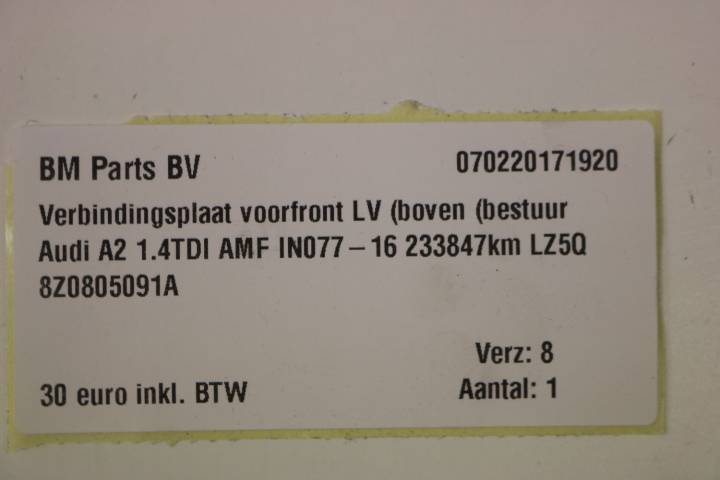 BM Parts BV 070220171920
Verbindingsplaat voorfront LV (boven (bestuur
Audi A2 1.4TDI AMF IN077-16 233847km LZ5Q
8Z0805091A
Verz: 8
30 euro inkl. BTW Aantal: 1